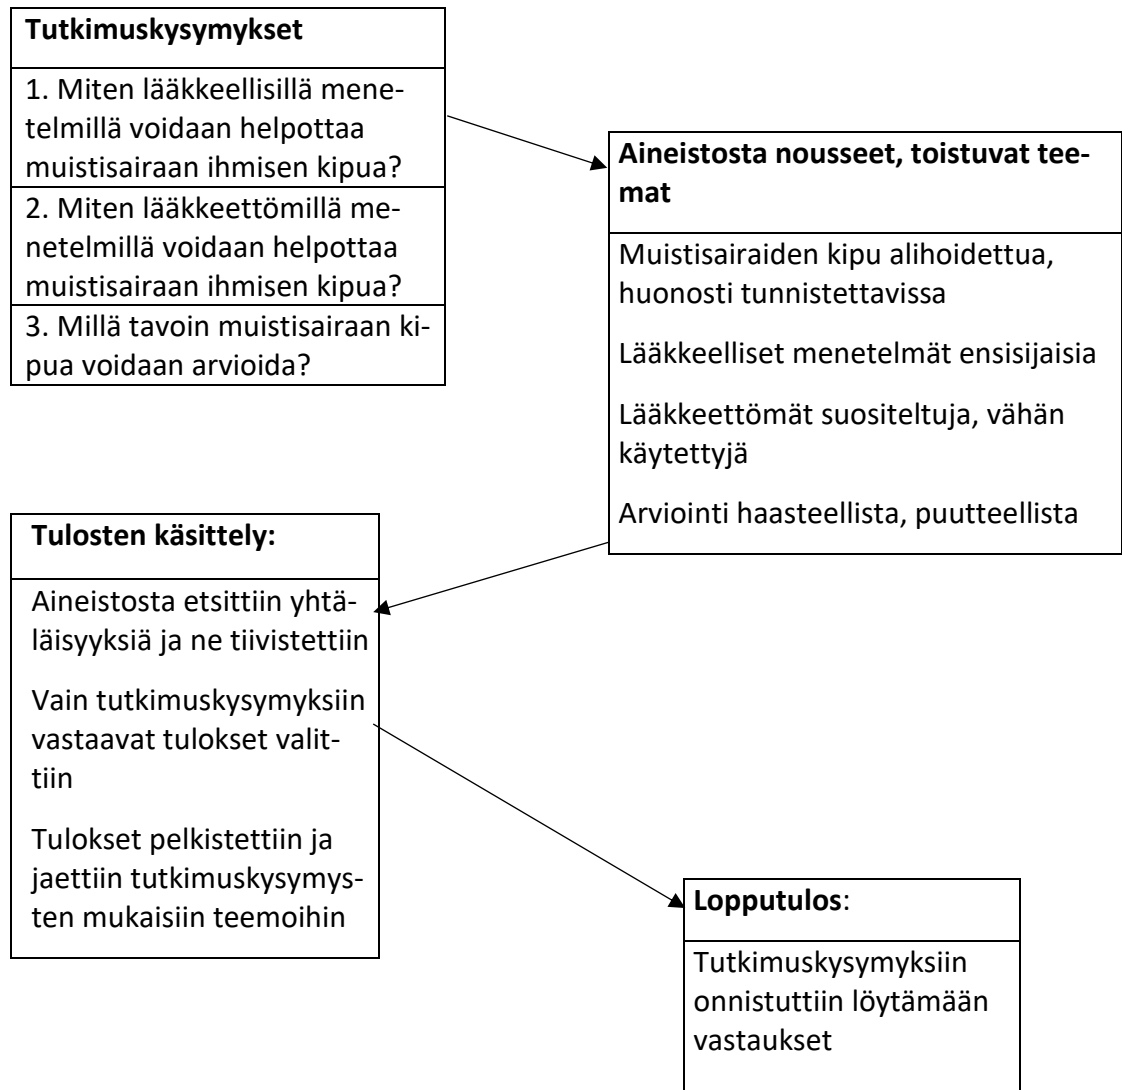 Tutkimuskysymykset
1. Miten lääkkeellisillä mene-
telmillä voidaan helpottaa
muistisairaan ihmisen kipua?
2. Miten lääkkeettömillä me-
netelmillä voidaan helpottaa
muistisairaan ihmisen kipua?
3. Millä tavoin muistisairaan ki-
pua voidaan arvioida?
Aineistosta nousseet, toistuvat tee-
mat
Muistisairaiden kipu alihoidettua,
huonosti tunnistettavissa
Lääkkeelliset menetelmät ensisijaisia
Lääkkeettömät suositeltuja, vähän
käytettyjä
Arviointi haasteellista, puutteellista
Tulosten käsittely:
Aineistosta etsittiin yhtä-
läisyyksiä ja ne tiivistettiin
Vain tutkimuskysymyksiin
vastaavat tulokset valit-
tiin
Tulokset pelkistettiin ja
jaettiin tutkimuskysymys-
ten mukaisiin teemoihin
Lopputulos:
Tutkimuskysymyksiin
onnistuttiin löytämään
vastaukset